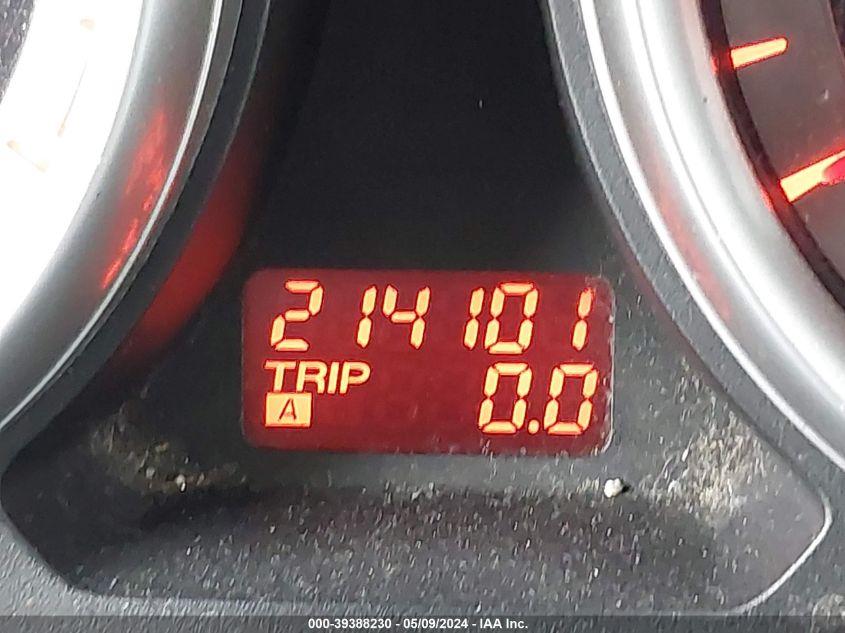 214101
TRIP
A 0.0
000-39388230 - 05/09/2024 - IAA Inc.